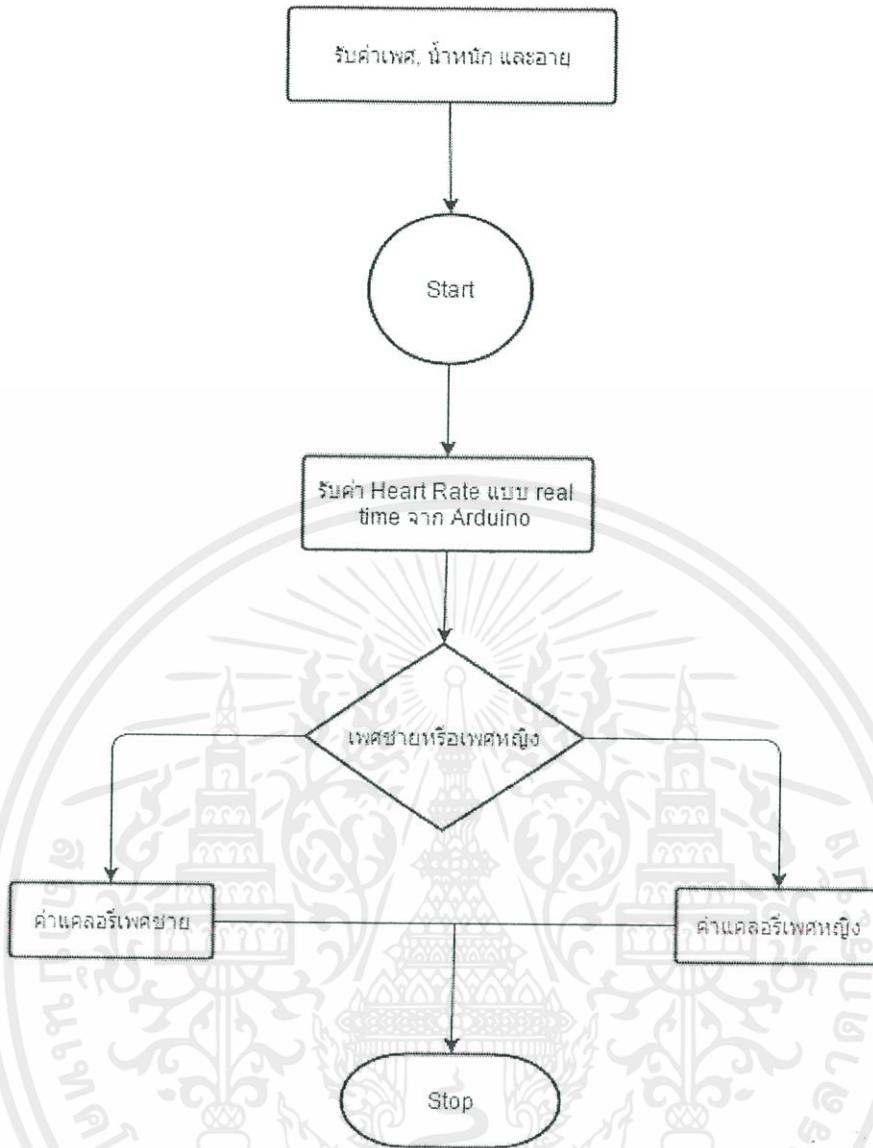 รับค่าเพศ, น้ำหนัก และอายุ
Start
รับค่า Heart Rate แบบ real
time จาก Arduino
เพศชายหรือเพศหญิง
ค่าแคลอรี่เพศชาย
ค่าแคลอรี่เพศหญิง
Stop